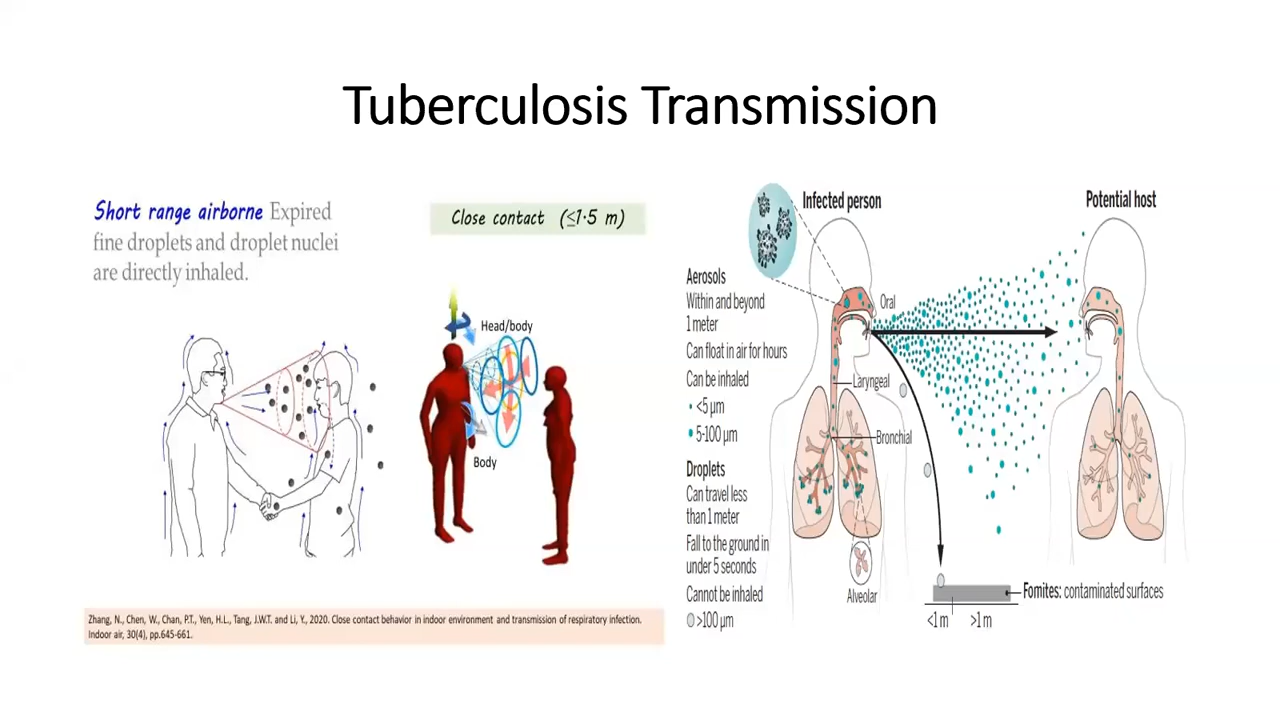 Tuberculosis Transmission
Short range airborne Expired
fine droplets and droplet nuclei
are directly inhaled.
Close contact (≤1·5 m)
Head/body
Body
Zhang, N., Chen, W., Chan, P.T., Yen, H.L., Tang, J.W.T. and Li, Y., 2020. Close contact behavior in indoor environment and transmission of respiratory infection.
Indoor air, 30(4), pp.645-661.
Infected person
Potential host
Aerosols
Within and beyond
1 meter
Can float in air for hours
Can be inhaled
<5 µm
5-100 µm
Droplets
Can travel less
than 1 meter
Fall to the ground in
under 5 seconds
Cannot be inhaled
>100 µm
Oral
Laryngeal
Bronchial
Alveolar
Fomites: contaminated surfaces
<1 m >1 m